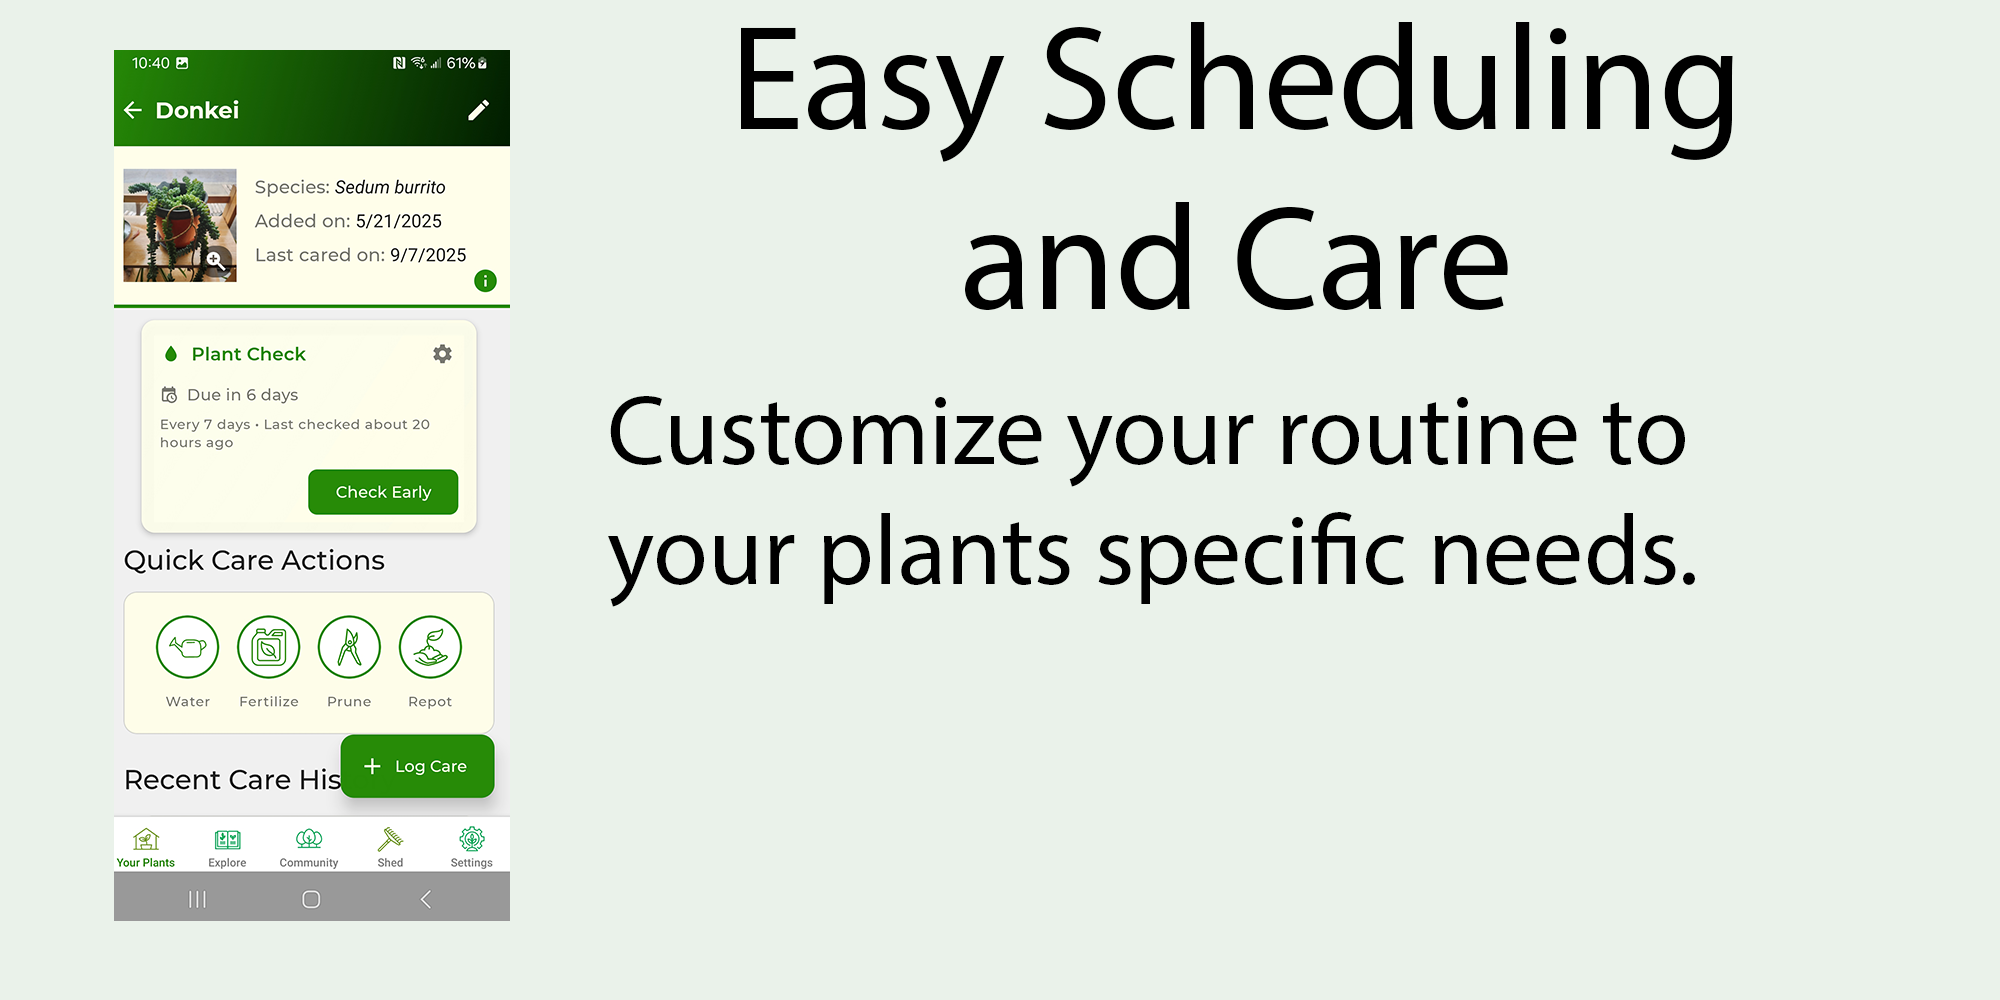 10:40
61%
Donkei
Species: Sedum burrito
Added on: 5/21/2025
Last cared on: 9/7/2025
Plant Check
Due in 6 days
Every 7 days • Last checked about 20
hours ago
Check Early
Quick Care Actions
Water
Fertilize
Prune
Repot
Recent Care His
+ Log Care
Your Plants
Explore
Community
Shed
Settings
Easy Scheduling
and Care
Customize your routine to
your plants specific needs.